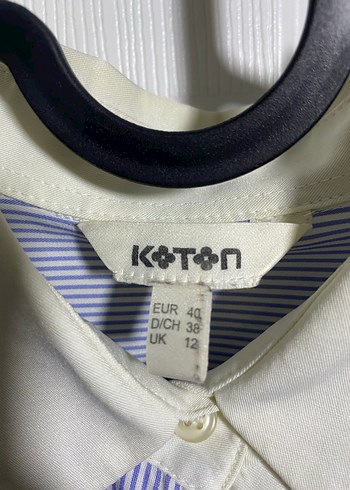 KOTON
EUR 40
D/CH 38
UK 12